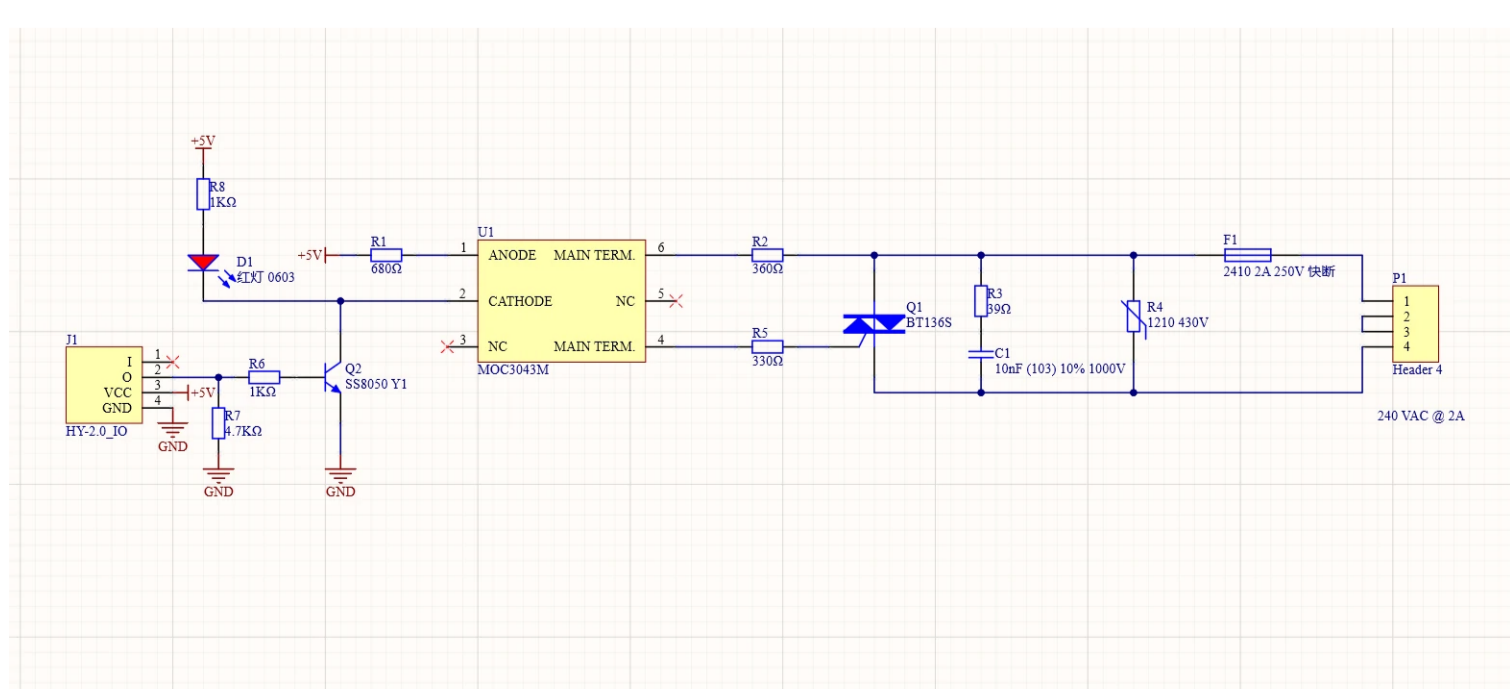 +5V
R8
1KΩ
D1
红灯 0603
+5V
R1
680Ω
U1
1
ANODE
MAIN TERM.
6
2
CATHODE
NC
5
3
NC
MAIN TERM.
4
MOC3043M
R2
360Ω
R5
330Ω
Q1
BT136S
R3
39Ω
C1
10nF (103) 10% 1000V
R4
1210 430V
F1
2410 2A 250V 快断
P1
1
2
3
4
Header 4
240 VAC @ 2A
J1
I
1
O
2
VCC
3
+5V
GND
4
HY-2.0_IO
GND
R6
1KΩ
R7
4.7KΩ
GND
Q2
SS8050 Y1
GND